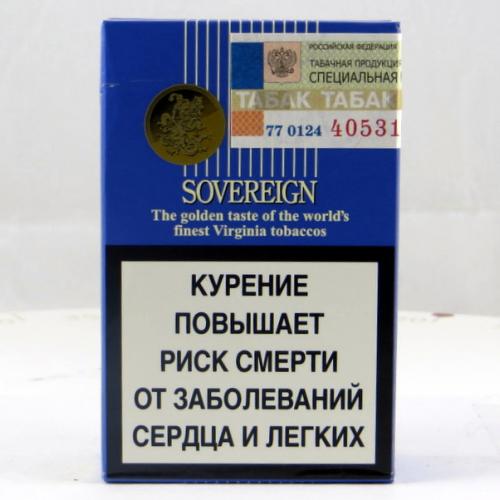 РОССИЙСКАЯ ФЕДЕРАЦИЯ
ТАБАЧНАЯ ПРОДУКЦИЯ
СПЕЦИАЛЬНАЯ
ТАБАК ТАБАК
77 0124 40531
SOVEREIGN
The golden taste of the world's
finest Virginia tobaccos
КУРЕНИЕ
ПОВЫШАЕТ
РИСК СМЕРТИ
ОТ ЗАБОЛЕВАНИЙ
СЕРДЦА И ЛЕГКИХ